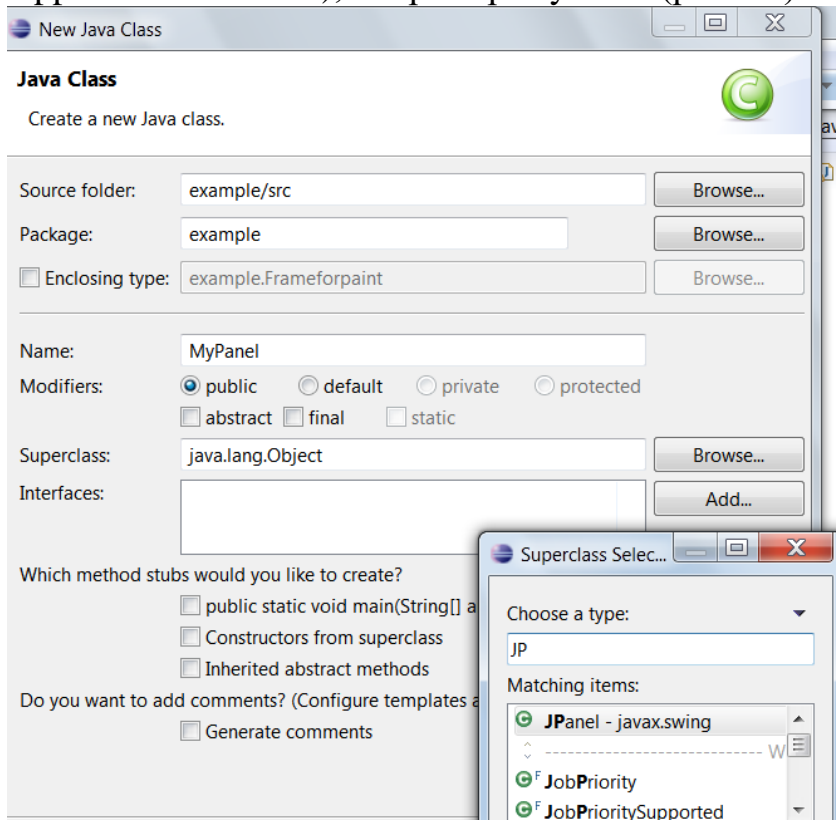 New Java Class
Java Class
Create a new Java class.
Source folder: example/src Browse...
Package: example Browse...
Enclosing type: example.Frameforpaint Browse...
Name: MyPanel
Modifiers: public default private protected
abstract final static
Superclass: java.lang.Object Browse...
Interfaces: Add...
Which method stubs would you like to create?
public static void main(String[] a
Constructors from superclass
Inherited abstract methods
Do you want to add comments? (Configure templates a
Generate comments
Superclass Selec...
Choose a type:
JP
Matching items:
JPanel - javax.swing
---------------------------- W
F JobPriority
F JobPrioritySupported